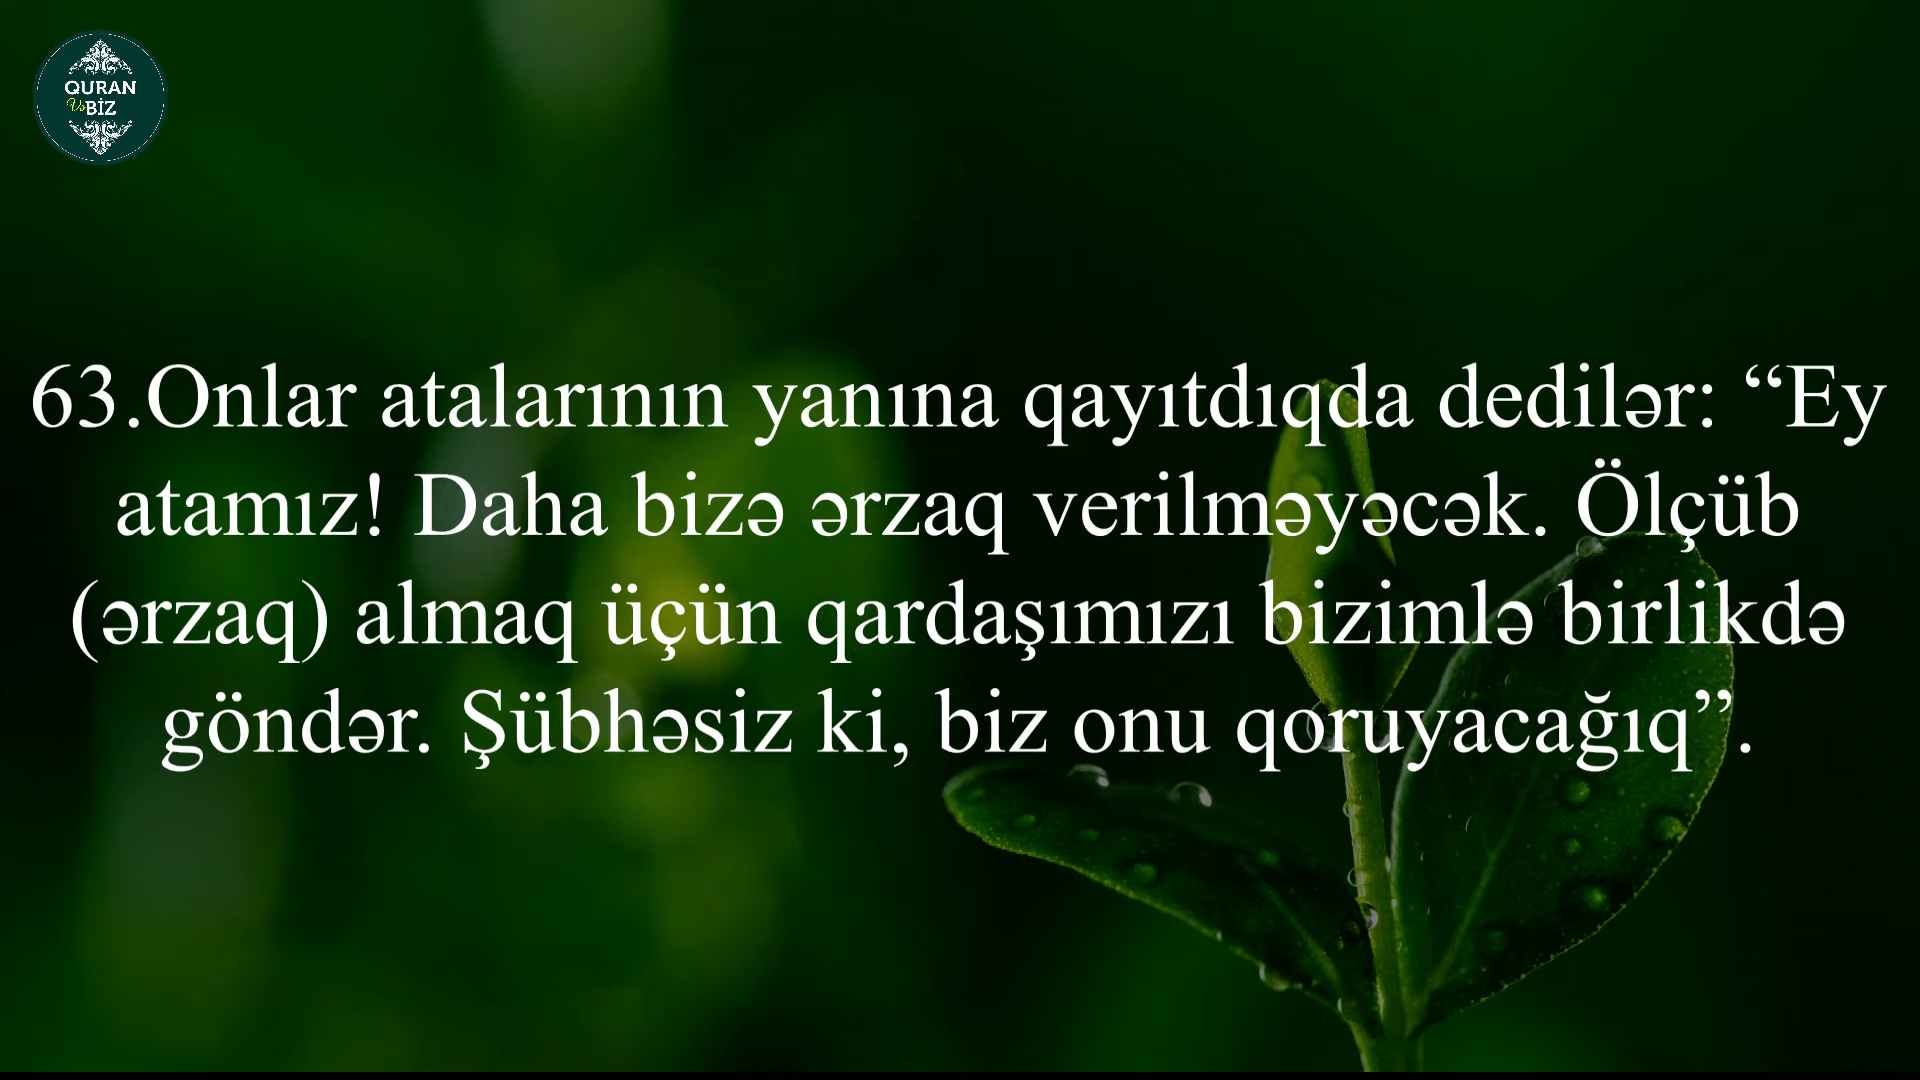 QURAN
Və BİZ
63.Onlar atalarının yanına qayıtdıqda dedilər: “Ey
atamız! Daha bizə ərzaq verilməyəcək. Ölçüb
(ərzaq) almaq üçün qardaşımızı bizimlə birlikdə
göndər. Şübhəsiz ki, biz onu qoruyacağıq”.